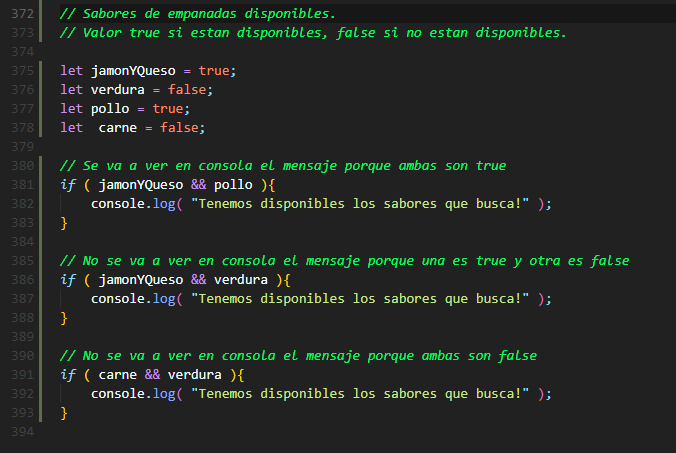 372 // Sabores de empanadas disponibles.
373 // Valor true si estan disponibles, false si no estan disponibles.
374
375 let jamonYQueso = true;
376 let verdura = false;
377 let pollo = true;
378 let  carne = false;
379
380 // Se va a ver en consola el mensaje porque ambas son true
381 if ( jamonYQueso && pollo ){
382     console.log( "Tenemos disponibles los sabores que busca!" );
383 }
384
385 // No se va a ver en consola el mensaje porque una es true y otra es false
386 if ( jamonYQueso && verdura ){
387     console.log( "Tenemos disponibles los sabores que busca!" );
388 }
389
390 // No se va a ver en consola el mensaje porque ambas son false
391 if ( carne && verdura ){
392     console.log( "Tenemos disponibles los sabores que busca!" );
393 }
394